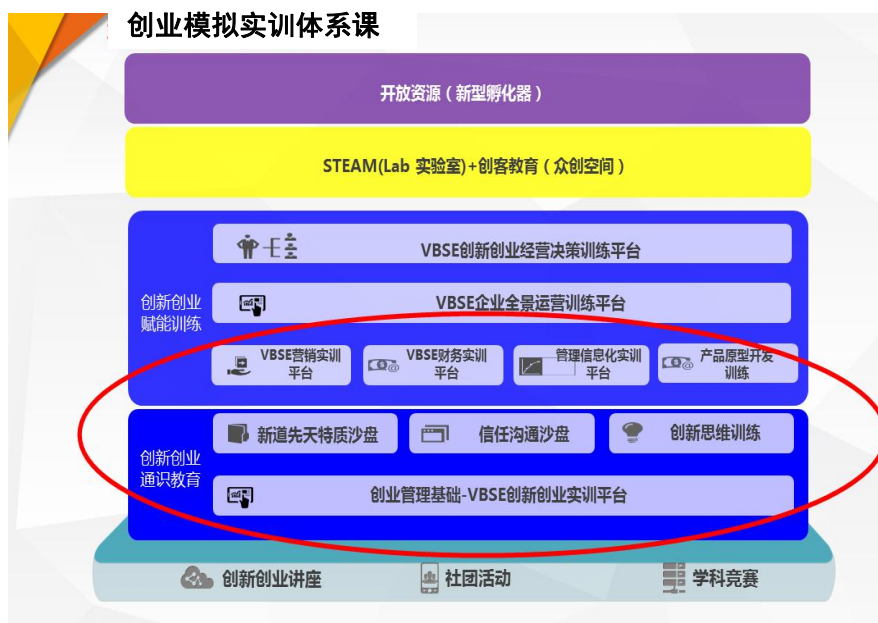 创业模拟实训体系课
开放资源（新型孵化器）
STEAM(Lab 实验室)+创客教育（众创空间）
创新创业
赋能训练
VBSE创新创业经营决策训练平台
VBSE企业全景运营训练平台
VBSE营销实训
平台
VBSE财务实训
平台
管理信息化实训
平台
产品原型开发
训练
创新创业
通识教育
新道先天特质沙盘
信任沟通沙盘
创新思维训练
创业管理基础-VBSE创新创业实训平台
创新创业讲座
社团活动
学科竞赛